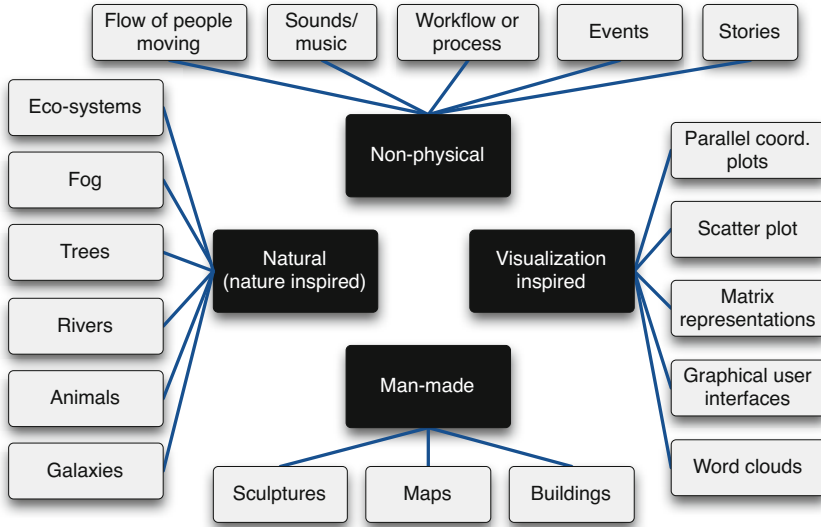 Flow of people
moving
Sounds/
music
Workflow or
process
Events
Stories
Non-physical
Eco-systems
Fog
Trees
Rivers
Animals
Galaxies
Natural
(nature inspired)
Visualization
inspired
Parallel coord.
plots
Scatter plot
Matrix
representations
Graphical user
interfaces
Word clouds
Man-made
Sculptures
Maps
Buildings